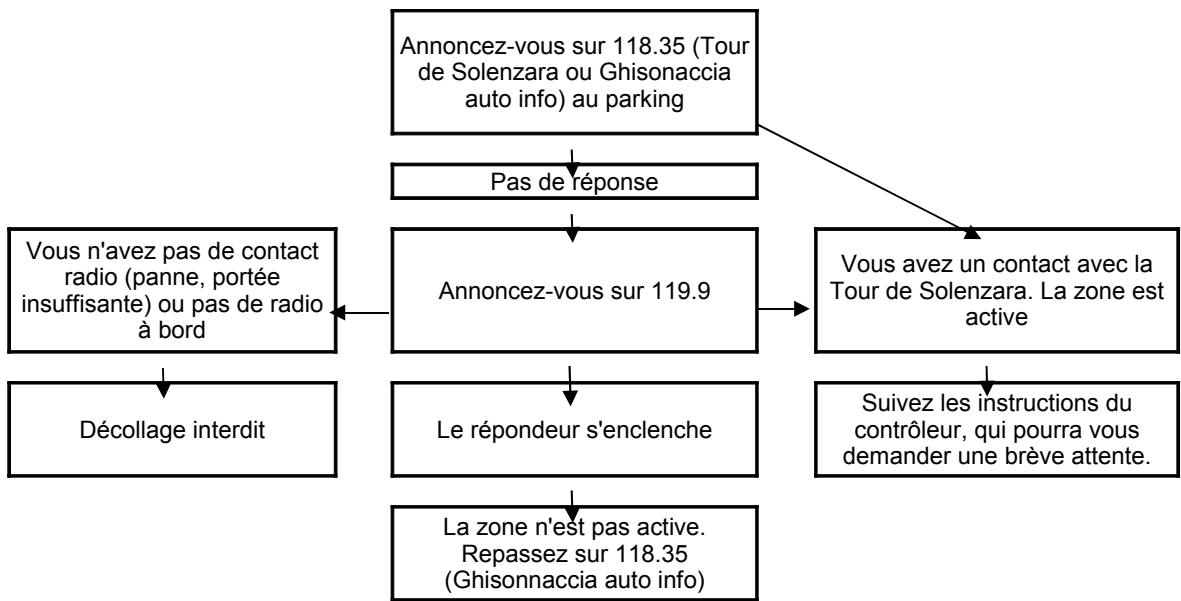 Annoncez-vous sur 118.35 (Tour
de Solenzara ou Ghisonaccia
auto info) au parking
Pas de réponse
Vous n'avez pas de contact
radio (panne, portée
insuffisante) ou pas de radio
à bord
Annoncez-vous sur 119.9
Vous avez un contact avec la
Tour de Solenzara. La zone est
active
Décollage interdit
Le répondeur s'enclenche
Suivez les instructions du
contrôleur, qui pourra vous
demander une brève attente.
La zone n'est pas active.
Repassez sur 118.35
(Ghisonnaccia auto info)